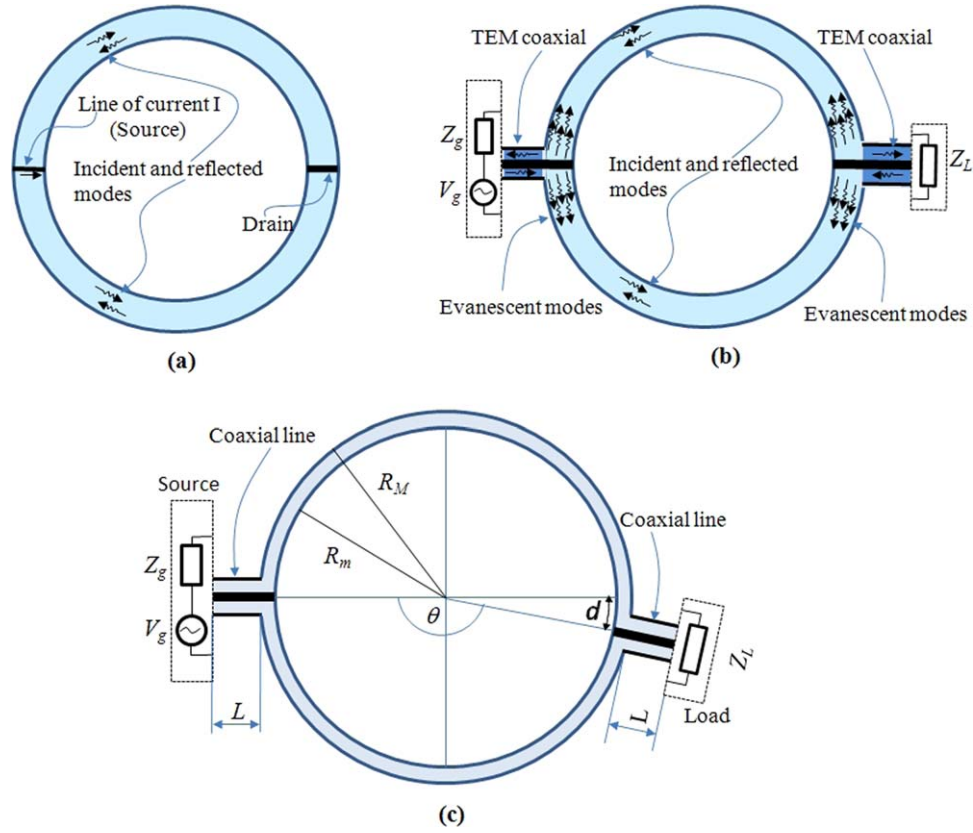 Line of current I
(Source)
Incident and reflected
modes
Drain
(a)
TEM coaxial
TEM coaxial
Z_g
V_g
Z_L
Incident and reflected
modes
Evanescent modes
Evanescent modes
(b)
Coaxial line
Source
Z_g
V_g
R_M
R_m
θ
d
L
Coaxial line
Z_L
L
Load
(c)